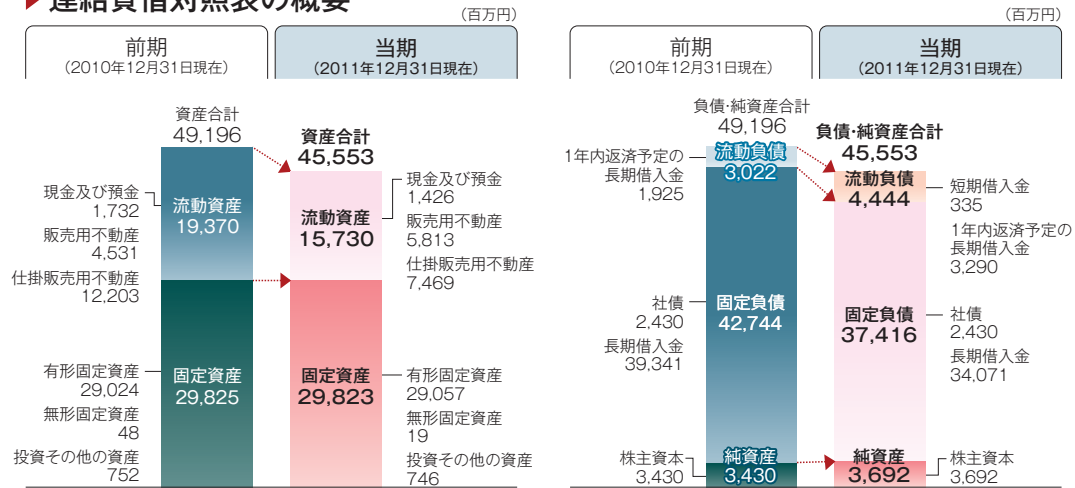 ▶連結貸借対照表の概要
(百万円)
前期
(2010年12月31日現在)
当期
(2011年12月31日現在)
資産合計
49,196
資産合計
45,553
現金及び預金
1,732
販売用不動産
4,531
仕掛販売用不動産
12,203
流動資産
19,370
流動資産
15,730
現金及び預金
1,426
販売用不動産
5,813
仕掛販売用不動産
7,469
有形固定資産
29,024
無形固定資産
48
投資その他の資産
752
固定資産
29,825
固定資産
29,823
有形固定資産
29,057
無形固定資産
19
投資その他の資産
746
(百万円)
前期
(2010年12月31日現在)
当期
(2011年12月31日現在)
負債・純資産合計
49,196
負債・純資産合計
45,553
1年内返済予定の
長期借入金
1,925
流動負債
3,022
流動負債
4,444
短期借入金
335
1年内返済予定の
長期借入金
3,290
社債
2,430
長期借入金
39,341
固定負債
42,744
固定負債
37,416
社債
2,430
長期借入金
34,071
株主資本
3,430
純資産
3,430
純資産
3,692
株主資本
3,692